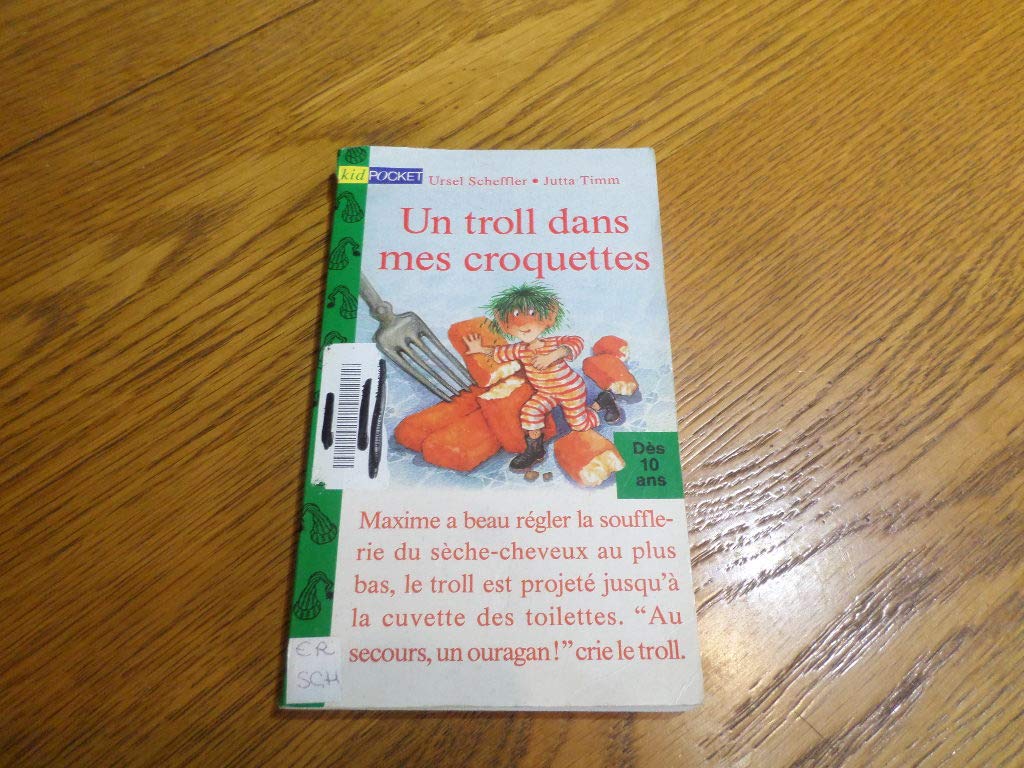 kid POCKET Ursel Scheffler • Jutta Timm
Un troll dans
mes croquettes
Dès
10
ans
Maxime a beau régler la souffle-
rie du sèche-cheveux au plus
bas, le troll est projeté jusqu'à
la cuvette des toilettes. “Au
secours, un ouragan !” crie le troll.
ER
SCH